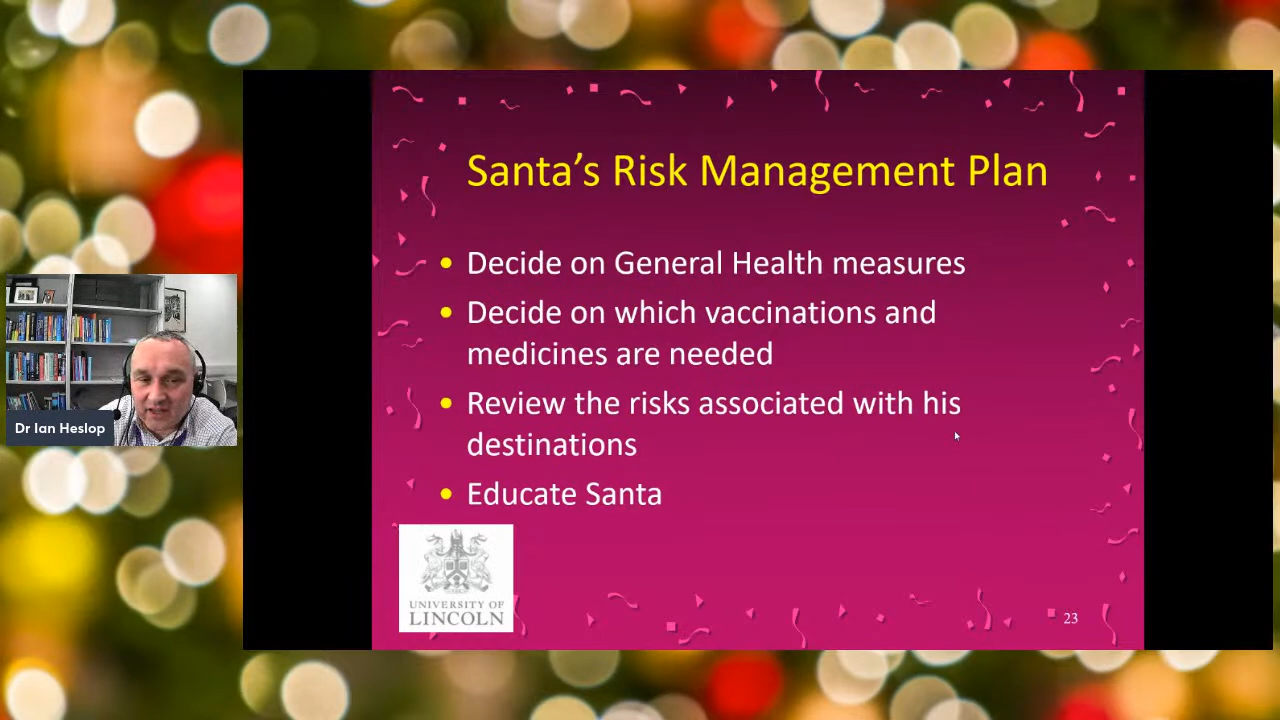 Santa’s Risk Management Plan
• Decide on General Health measures
• Decide on which vaccinations and
medicines are needed
• Review the risks associated with his
destinations
• Educate Santa
Dr Ian Heslop
UNIVERSITY OF
LINCOLN
23